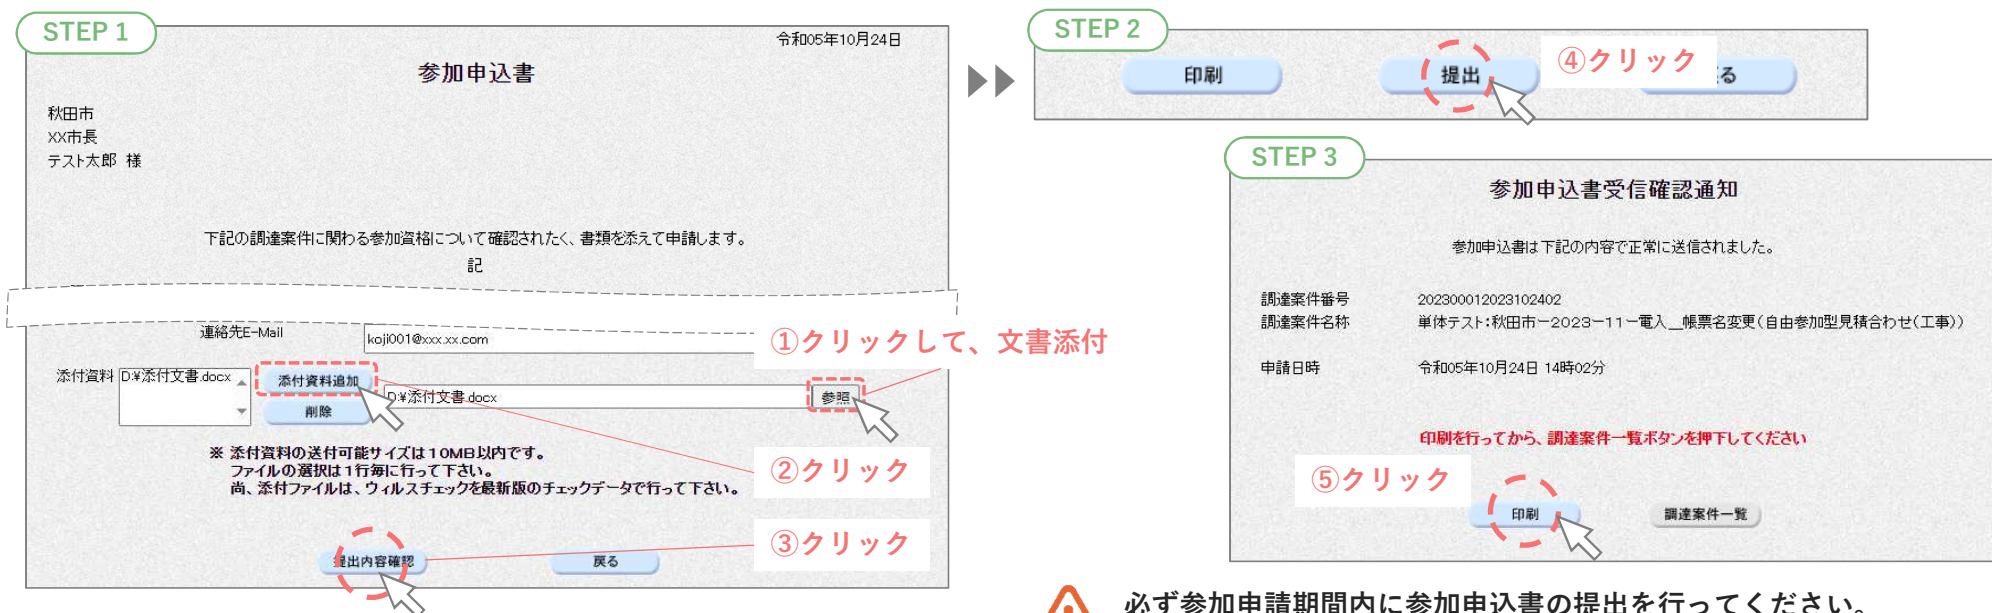 STEP 1
令和05年10月24日
参加申込書
秋田市
XX市長
テスト太郎 様
下記の調達案件に関わる参加資格について確認されたく、書類を添えて申請します。
記
連絡先E-Mail
koji001@xxx.xx.com
①クリックして、文書添付
添付資料
D:¥添付文書.docx
添付資料追加
削除
D:¥添付文書.docx
参照
※ 添付資料の送付可能サイズは10MB以内です。
ファイルの選択は1行毎に行って下さい。
尚、添付ファイルは、ウィルスチェックを最新版のチェックデータで行って下さい。
②クリック
③クリック
提出内容確認
戻る
STEP 2
印刷
提出
④クリック
る
STEP 3
参加申込書受信確認通知
参加申込書は下記の内容で正常に送信されました。
調達案件番号 202300012023102402
調達案件名称 単体テスト:秋田市ー2023ー11ー電入__帳票名変更(自由参加型見積合わせ(工事))
申請日時 令和05年10月24日 14時02分
印刷を行ってから、調達案件一覧ボタンを押下してください
⑤クリック
印刷
調達案件一覧
必ず参加申請期間内に参加申込書の提出を行ってください。